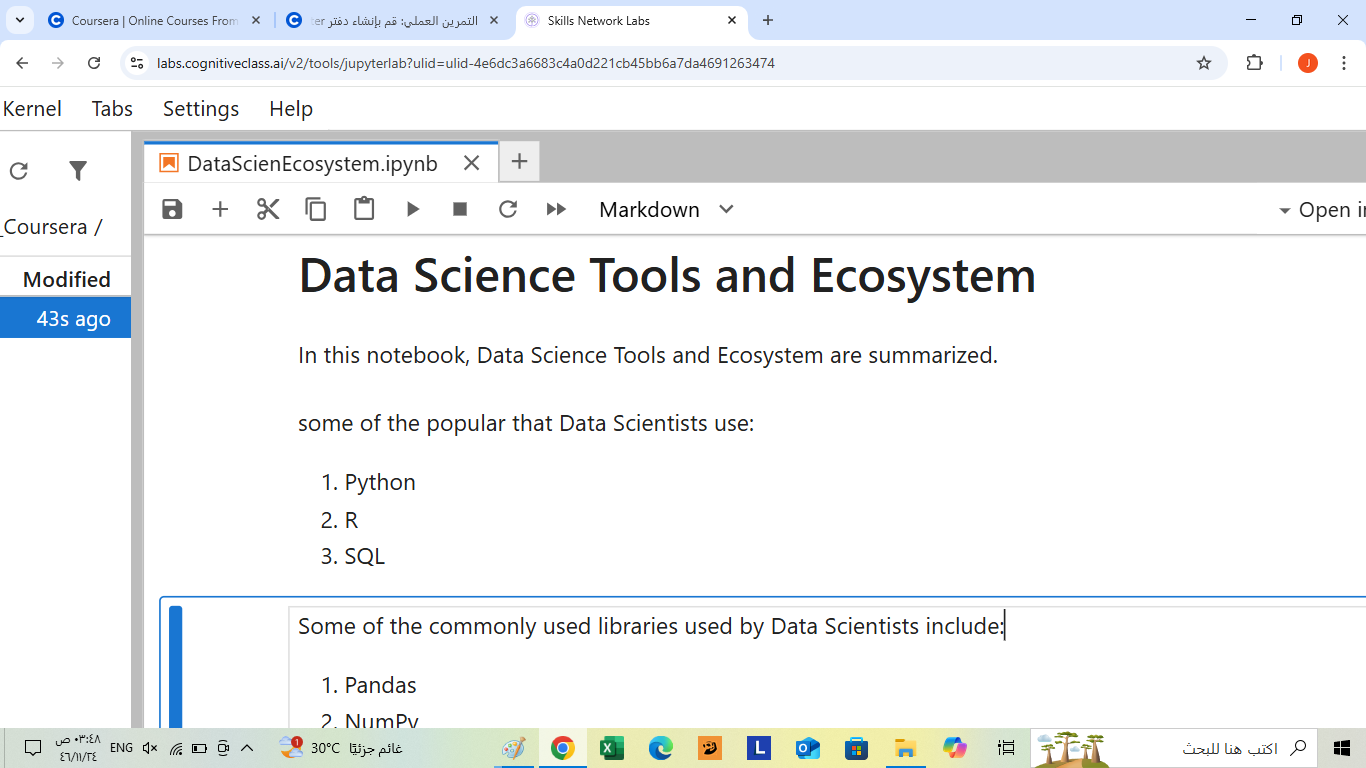 Coursera | Online Courses From
التمرين العملي: قم بإنشاء دفتر ter
Skills Network Labs
labs.cognitiveclass.ai/v2/tools/jupyterlab?ulid=ulid-4e6dc3a6683c4a0d221cb45bb6a7da4691263474
J
Kernel Tabs Settings Help
DataScienEcosystem.ipynb
_Coursera /
Markdown
Open in
Modified
43s ago
Data Science Tools and Ecosystem
In this notebook, Data Science Tools and Ecosystem are summarized.
some of the popular that Data Scientists use:
1. Python
2. R
3. SQL
Some of the commonly used libraries used by Data Scientists include:
1. Pandas
2. NumPy
٠٣:٤٨ ص
٤٦/١١/٢٤
ENG
1
30°C غائم جزئيًا
L
اكتب هنا للبحث